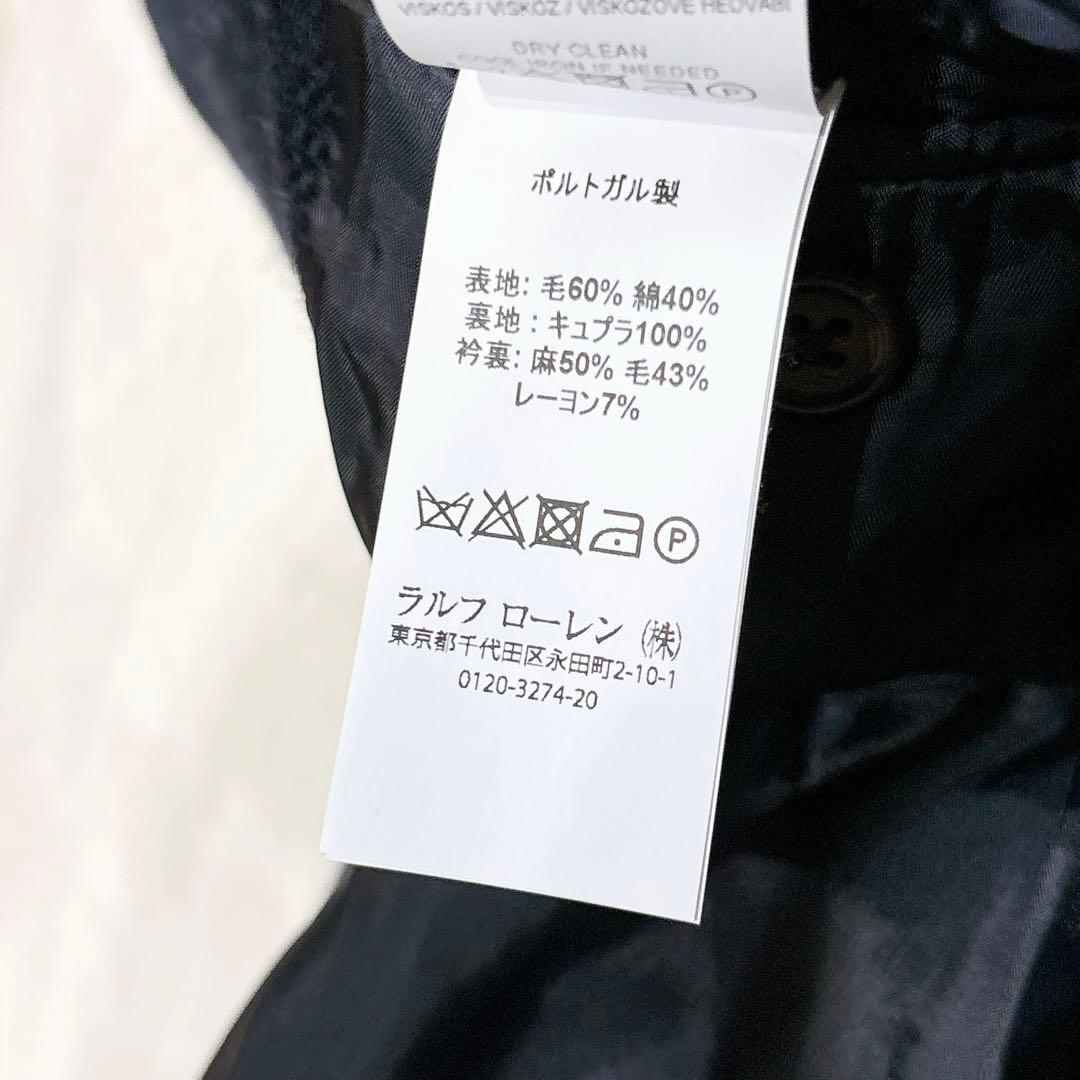 VISKOS / VISKOZ / VISKOZOVÉ HEDVÁBÍ
DRY CLEAN
COOL IRON IF NEEDED
P
ポルトガル製
表地: 毛60% 綿40%
裏地 : キュプラ100%
衿裏: 麻50% 毛43%
レーヨン7%
P
ラルフ ローレン (株)
東京都千代田区永田町2-10-1
0120-3274-20